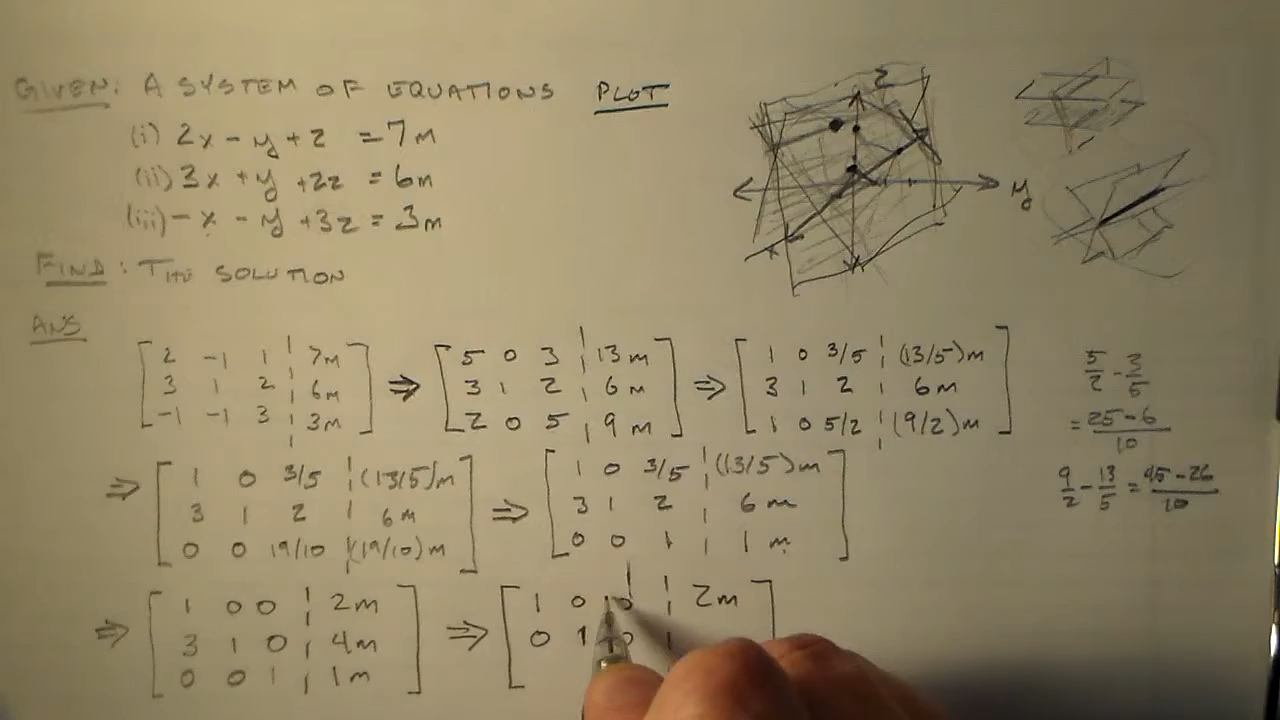 GIVEN: A SYSTEM OF EQUATIONS PLOT
(i) 2x - y + z = 7m
(ii) 3x + y + 2z = 6m
(iii) - x - y + 3z = 3m
FIND: THE SOLUTION
ANS
z
y
x
2 -1 1 | 7m
3 1 2 | 6m
-1 -1 3 | 3m
⇒
5 0 3 | 13m
3 1 2 | 6m
2 0 5 | 9m
⇒
1 0 3/5 | (13/5)m
3 1 2 | 6m
1 0 5/2 | (9/2)m
5/2 - 3/5
= 25-6/10
9/2 - 13/5 = 45-26/10
⇒
1 0 3/5 | (13/5)m
3 1 2 | 6m
0 0 19/10 | (19/10)m
⇒
1 0 3/5 | (13/5)m
3 1 2 | 6m
0 0 1 | 1m
⇒
1 0 0 | 2m
3 1 0 | 4m
0 0 1 | 1m
⇒
1 0 0 | 2m
0 1 0 |